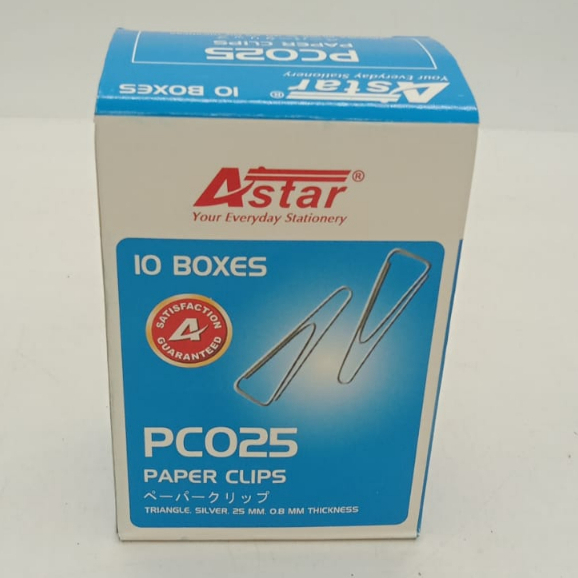 PC025
PAPER CLIPS
10 BOXES
Astar®
Your Everyday Stationery
Astar®
Your Everyday Stationery
10 BOXES
SATISFACTION
A
GUARANTEED
PC025
PAPER CLIPS
ペーパークリップ
TRIANGLE, SILVER, 25 MM, 0.8 MM THICKNESS